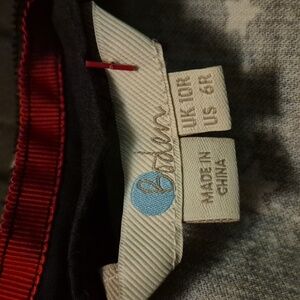 Boden
UK 10R
US 6R
MADE IN
CHINA